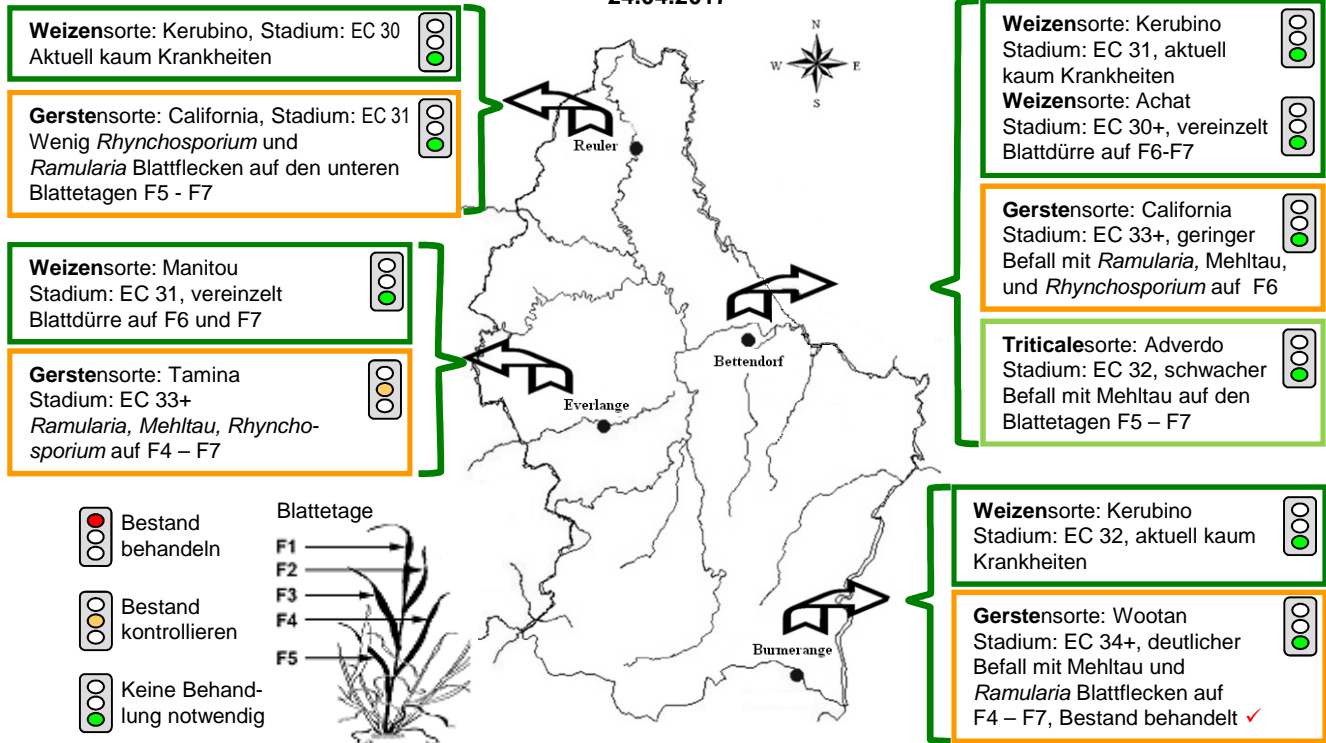 24.04.2017
Weizensorte: Kerubino, Stadium: EC 30
Aktuell kaum Krankheiten
Gerstensorte: California, Stadium: EC 31
Wenig Rhynchosporium und
Ramularia Blattflecken auf den unteren
Blattetagen F5 - F7
Weizensorte: Manitou
Stadium: EC 31, vereinzelt
Blattdürre auf F6 und F7
Gerstensorte: Tamina
Stadium: EC 33+
Ramularia, Mehltau, Rhyncho-
sporium auf F4 – F7
Bestand
behandeln
Bestand
kontrollieren
Keine Behand-
lung notwendig
Blattetage
F1
F2
F3
F4
F5
N
W E
S
Reuler
Bettendorf
Everlange
Burmerange
Weizensorte: Kerubino
Stadium: EC 31, aktuell
kaum Krankheiten
Weizensorte: Achat
Stadium: EC 30+, vereinzelt
Blattdürre auf F6-F7
Gerstensorte: California
Stadium: EC 33+, geringer
Befall mit Ramularia, Mehltau,
und Rhynchosporium auf F6
Triticalesorte: Adverdo
Stadium: EC 32, schwacher
Befall mit Mehltau auf den
Blattetagen F5 – F7
Weizensorte: Kerubino
Stadium: EC 32, aktuell kaum
Krankheiten
Gerstensorte: Wootan
Stadium: EC 34+, deutlicher
Befall mit Mehltau und
Ramularia Blattflecken auf
F4 – F7, Bestand behandelt ✓